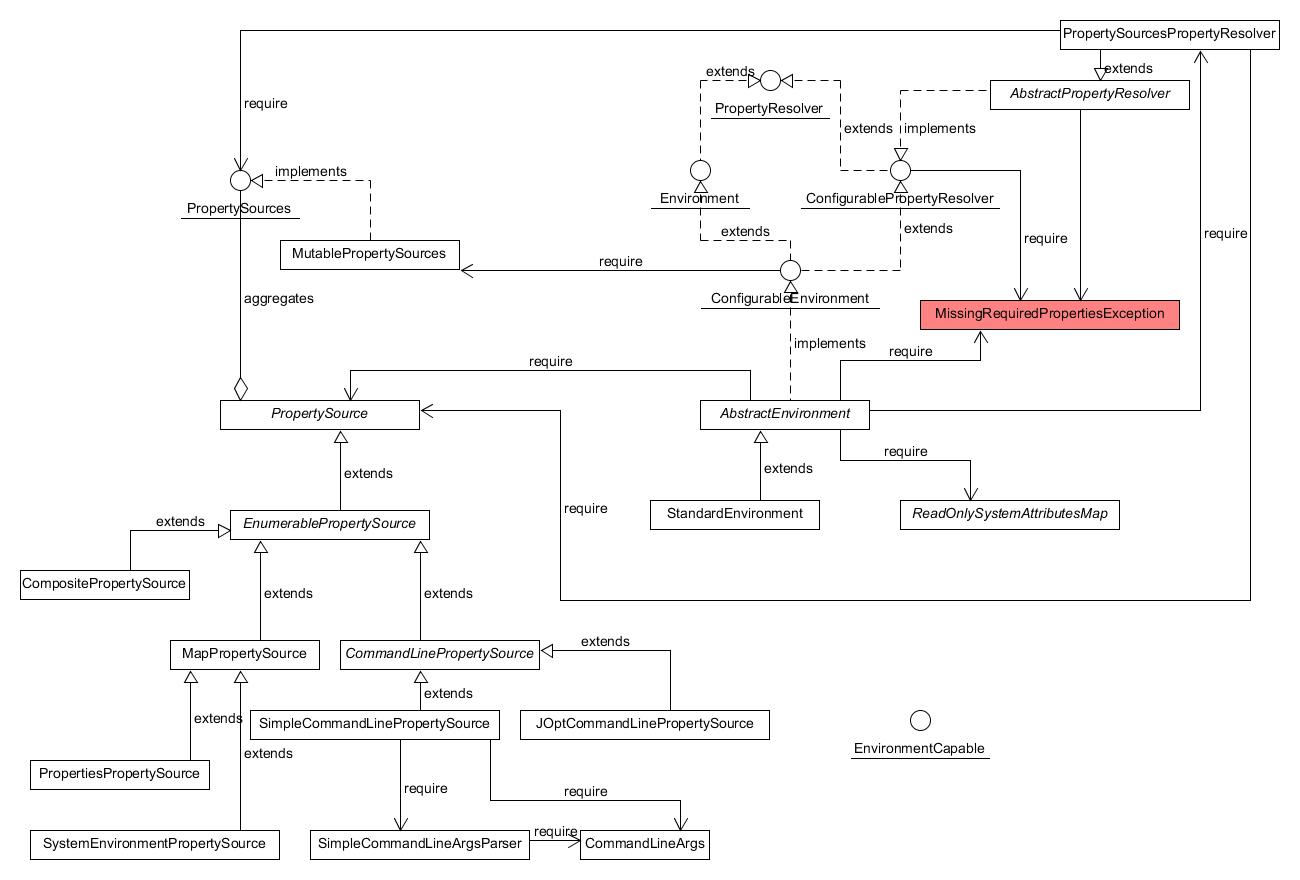 PropertySourcesPropertyResolver
extends
extends
AbstractPropertyResolver
require
PropertyResolver
extends
implements
implements
Environment
ConfigurablePropertyResolver
PropertySources
extends
extends
require
require
MutablePropertySources
require
ConfigurableEnvironment
aggregates
MissingRequiredPropertiesException
implements
require
require
PropertySource
AbstractEnvironment
require
extends
extends
require
StandardEnvironment
ReadOnlySystemAttributesMap
extends
EnumerablePropertySource
CompositePropertySource
extends
extends
extends
MapPropertySource
CommandLinePropertySource
extends
extends
SimpleCommandLinePropertySource
JOptCommandLinePropertySource
extends
EnvironmentCapable
PropertiesPropertySource
require
require
require
SystemEnvironmentPropertySource
SimpleCommandLineArgsParser
CommandLineArgs